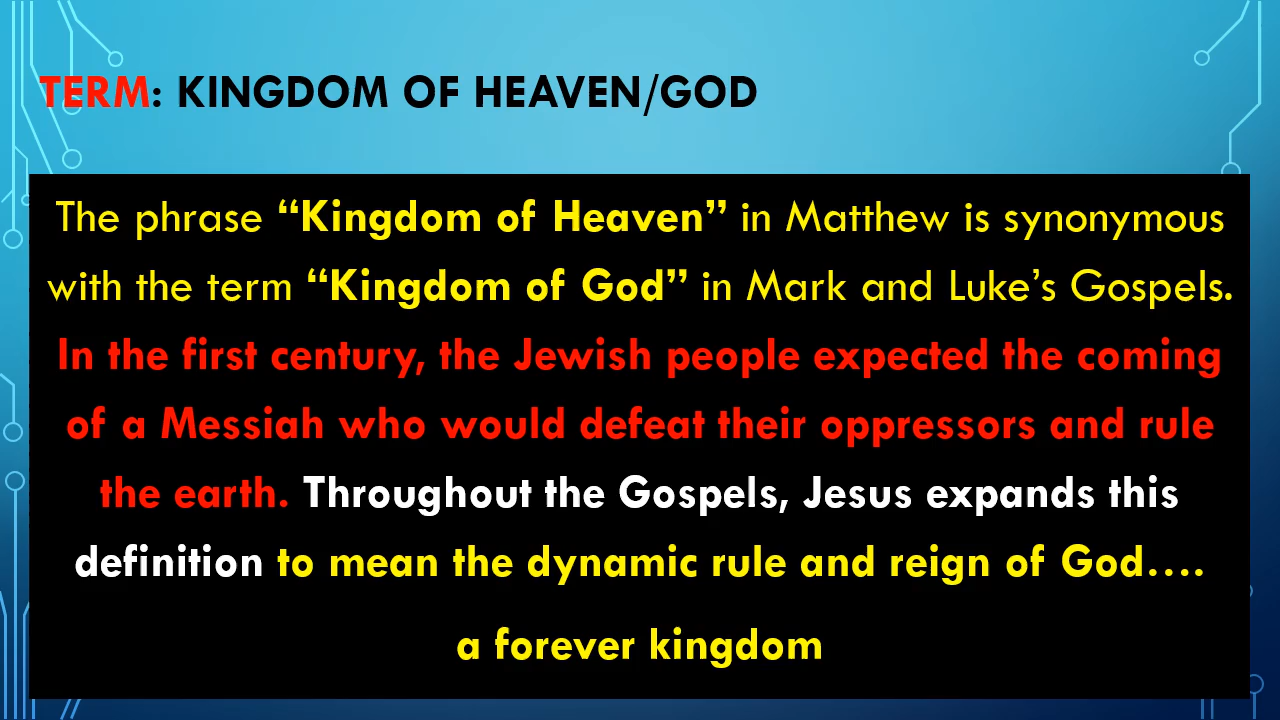 TERM: KINGDOM OF HEAVEN/GOD
The phrase “Kingdom of Heaven” in Matthew is synonymous
with the term “Kingdom of God” in Mark and Luke’s Gospels.
In the first century, the Jewish people expected the coming
of a Messiah who would defeat their oppressors and rule
the earth. Throughout the Gospels, Jesus expands this
definition to mean the dynamic rule and reign of God….
a forever kingdom